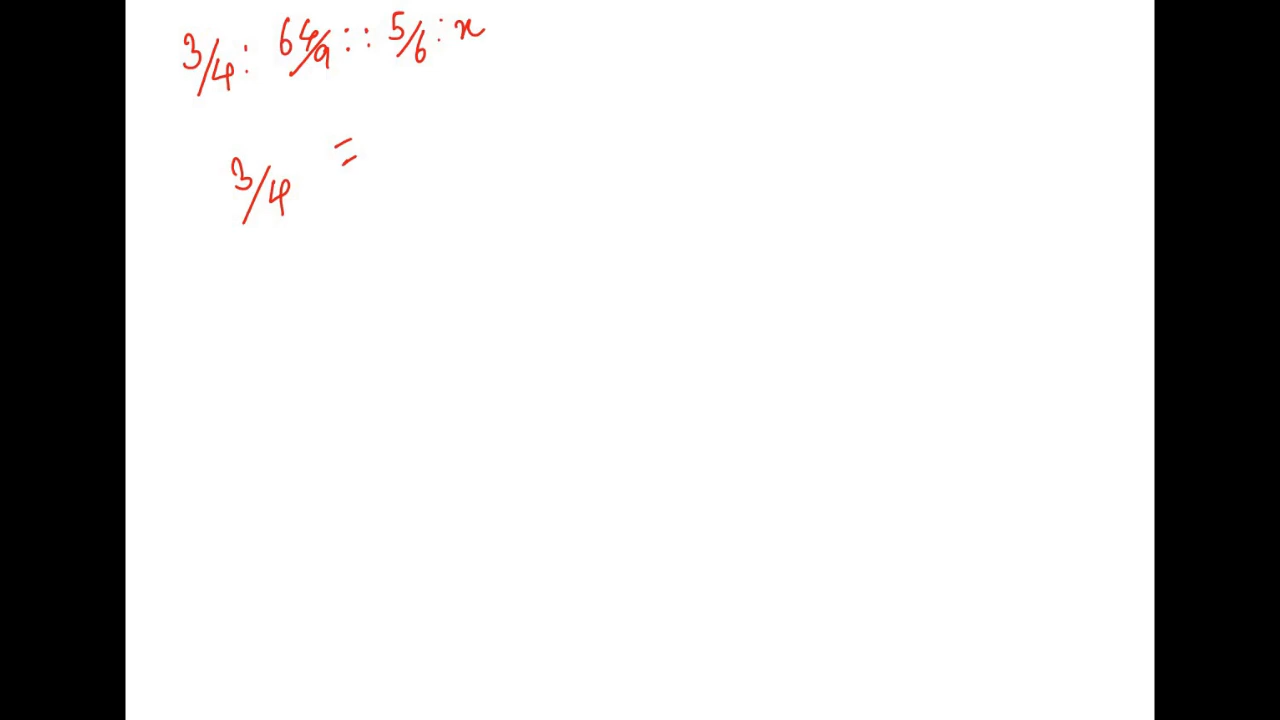 3/4 : 64/9 :: 5/6 : x
3/4 =